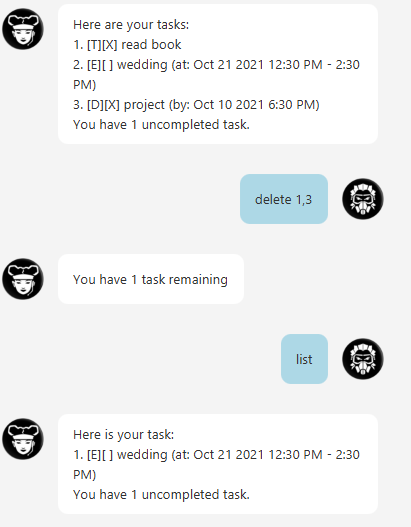 Here are your tasks:
1. [T][X] read book
2. [E][ ] wedding (at: Oct 21 2021 12:30 PM - 2:30
PM)
3. [D][X] project (by: Oct 10 2021 6:30 PM)
You have 1 uncompleted task.
delete 1,3
You have 1 task remaining
list
Here is your task:
1. [E][ ] wedding (at: Oct 21 2021 12:30 PM - 2:30
PM)
You have 1 uncompleted task.